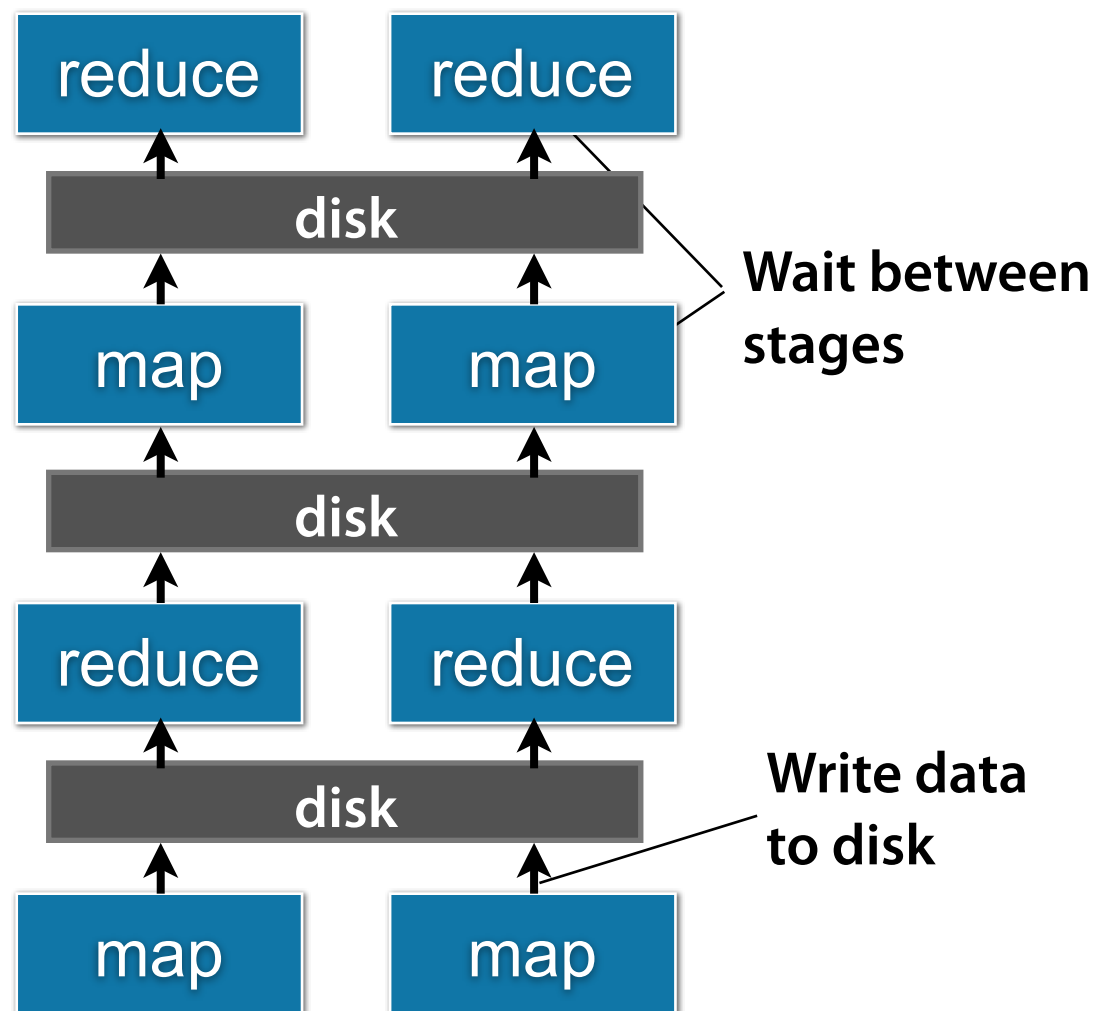 reduce reduce
disk
Wait between
stages
map map
disk
reduce reduce
Write data
to disk
disk
map map